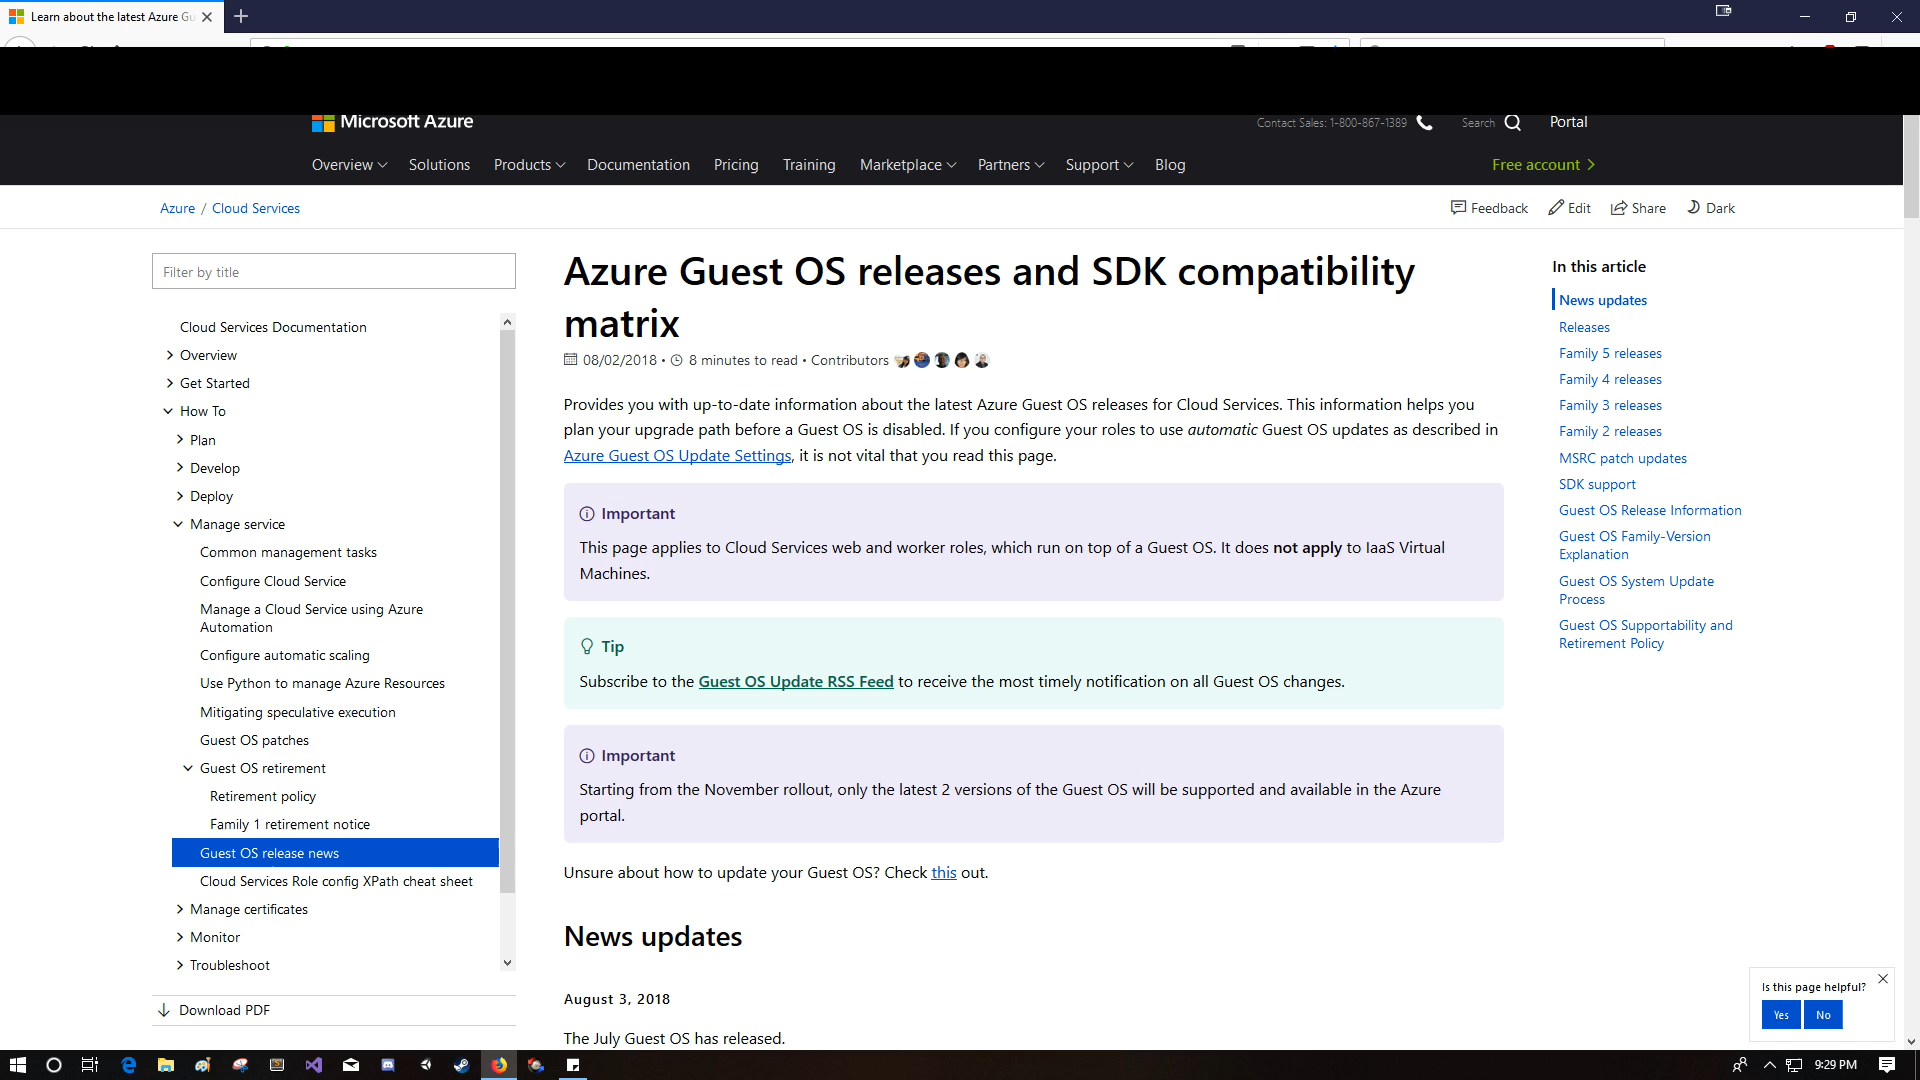 Learn about the latest Azure Gu
Microsoft Azure
Contact Sales: 1-800-867-1389
Search
Portal
Overview
Solutions
Products
Documentation
Pricing
Training
Marketplace
Partners
Support
Blog
Free account
Azure / Cloud Services
Feedback
Edit
Share
Dark
Filter by title
Cloud Services Documentation
Overview
Get Started
How To
Plan
Develop
Deploy
Manage service
Common management tasks
Configure Cloud Service
Manage a Cloud Service using Azure
Automation
Configure automatic scaling
Use Python to manage Azure Resources
Mitigating speculative execution
Guest OS patches
Guest OS retirement
Retirement policy
Family 1 retirement notice
Guest OS release news
Cloud Services Role config XPath cheat sheet
Manage certificates
Monitor
Troubleshoot
Download PDF
Azure Guest OS releases and SDK compatibility
matrix
08/02/2018 • 8 minutes to read • Contributors
Provides you with up-to-date information about the latest Azure Guest OS releases for Cloud Services. This information helps you
plan your upgrade path before a Guest OS is disabled. If you configure your roles to use automatic Guest OS updates as described in
Azure Guest OS Update Settings, it is not vital that you read this page.
Important
This page applies to Cloud Services web and worker roles, which run on top of a Guest OS. It does not apply to IaaS Virtual
Machines.
Tip
Subscribe to the Guest OS Update RSS Feed to receive the most timely notification on all Guest OS changes.
Important
Starting from the November rollout, only the latest 2 versions of the Guest OS will be supported and available in the Azure
portal.
Unsure about how to update your Guest OS? Check this out.
News updates
August 3, 2018
The July Guest OS has released.
In this article
News updates
Releases
Family 5 releases
Family 4 releases
Family 3 releases
Family 2 releases
MSRC patch updates
SDK support
Guest OS Release Information
Guest OS Family-Version
Explanation
Guest OS System Update
Process
Guest OS Supportability and
Retirement Policy
Is this page helpful?
Yes
No
9:29 PM